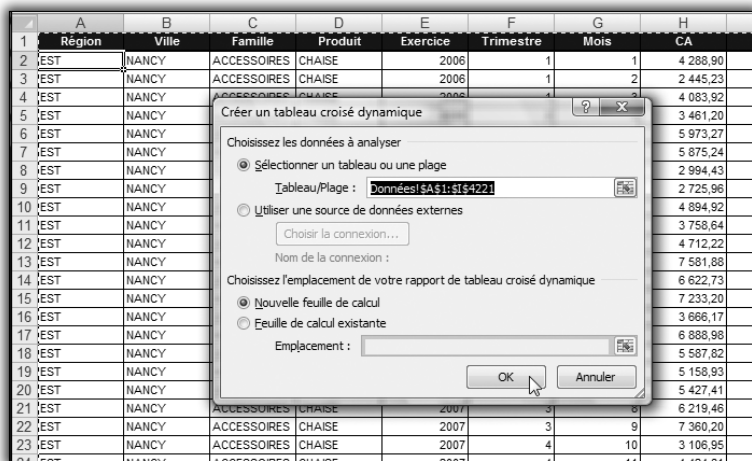 A B C D E F G H
1 Région Ville Famille Produit Exercice Trimestre Mois CA
2 EST NANCY ACCESSOIRES CHAISE 2006 1 1 4 288,90
3 EST NANCY ACCESSOIRES CHAISE 2006 1 2 2 445,23
4 EST NANCY ACCESSOIRES CHAISE 2006 1 3 4 083,92
5 EST NANCY 3 461,20
6 EST NANCY 5 973,27
7 EST NANCY 5 875,24
8 EST NANCY 2 994,43
9 EST NANCY 2 725,96
10 EST NANCY 4 894,92
11 EST NANCY 3 758,64
12 EST NANCY 4 712,22
13 EST NANCY 7 581,88
14 EST NANCY 6 622,73
15 EST NANCY 7 233,20
16 EST NANCY 3 666,17
17 EST NANCY 6 888,98
18 EST NANCY 5 587,82
19 EST NANCY 5 158,93
20 EST NANCY 5 427,41
21 EST NANCY ACCESSOIRES CHAISE 2007 3 8 6 219,46
22 EST NANCY ACCESSOIRES CHAISE 2007 3 9 7 360,20
23 EST NANCY ACCESSOIRES CHAISE 2007 4 10 3 106,95
Créer un tableau croisé dynamique
Choisissez les données à analyser
Sélectionner un tableau ou une plage
Tableau/Plage : Données!$A$1:$I$4221
Utiliser une source de données externes
Choisir la connexion...
Nom de la connexion :
Choisissez l'emplacement de votre rapport de tableau croisé dynamique
Nouvelle feuille de calcul
Feuille de calcul existante
Emplacement :
OK Annuler